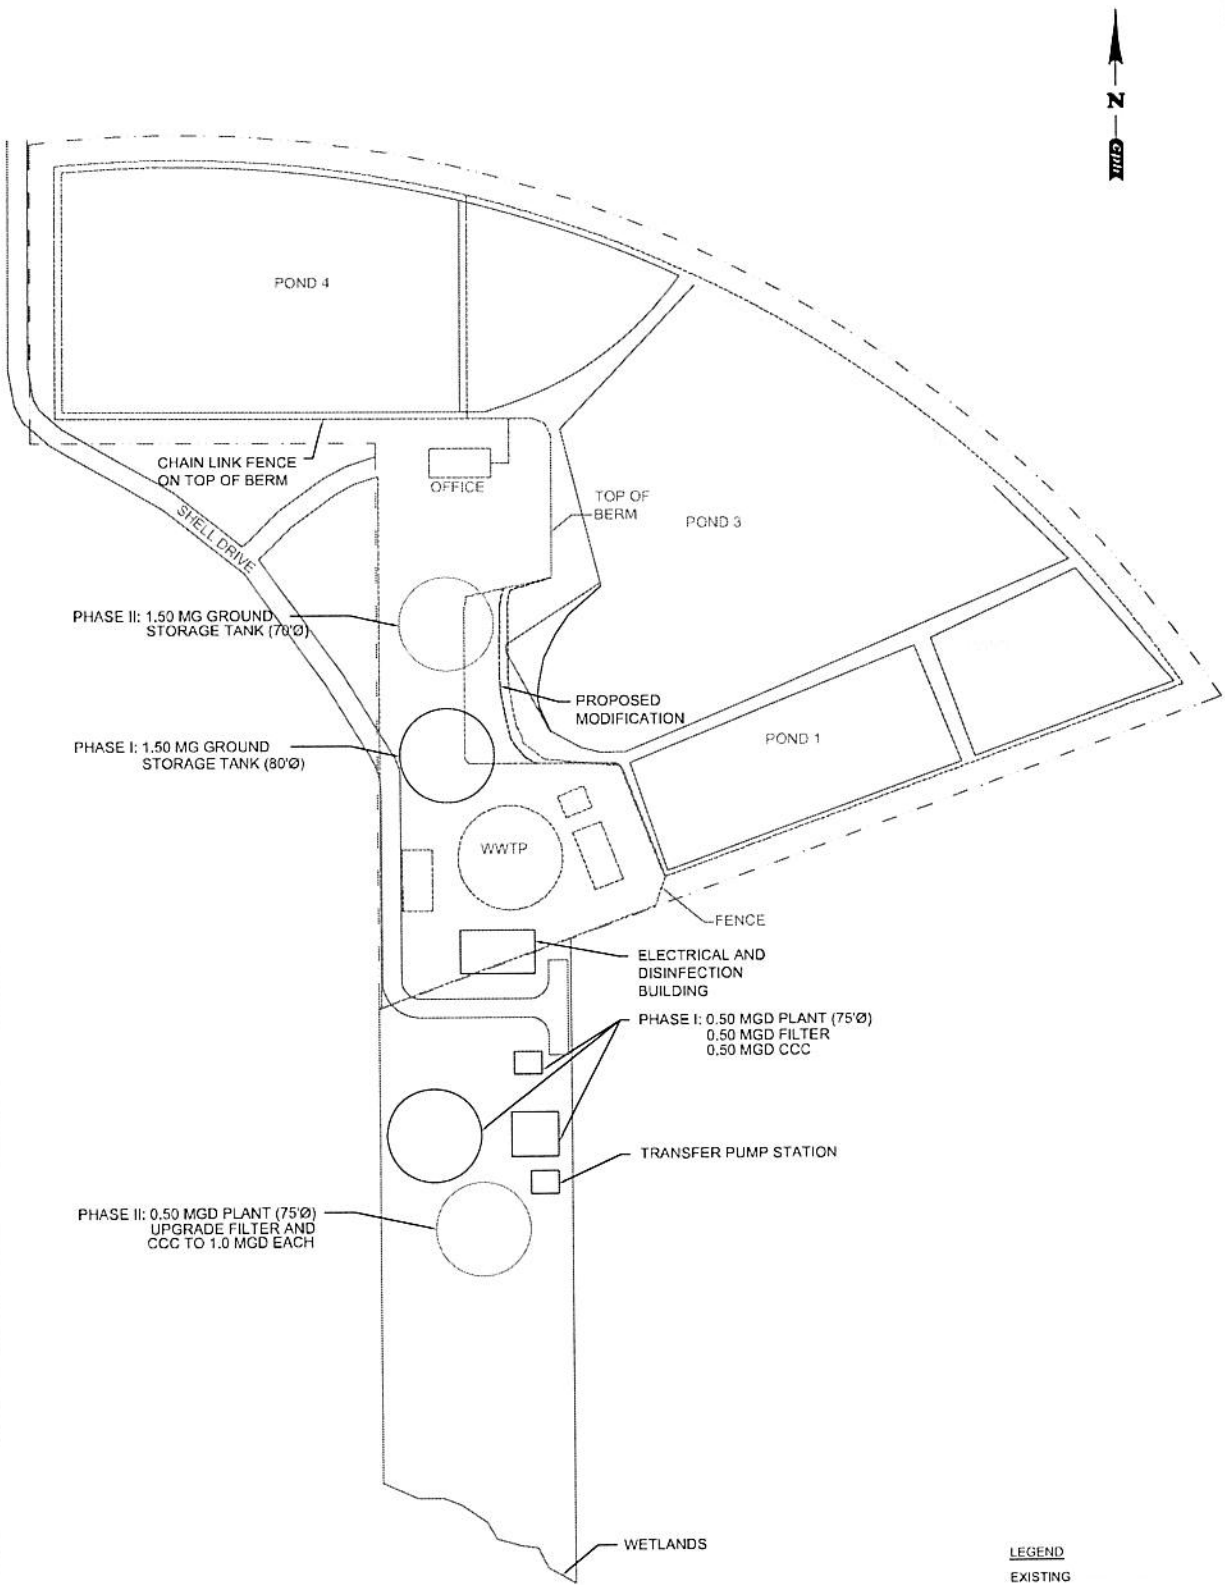 N
cph
POND 4
CHAIN LINK FENCE
ON TOP OF BERM
OFFICE
TOP OF
BERM
POND 3
SHELL DRIVE
PHASE II: 1.50 MG GROUND
STORAGE TANK (70'Ø)
PROPOSED
MODIFICATION
PHASE I: 1.50 MG GROUND
STORAGE TANK (80'Ø)
POND 1
WWTP
FENCE
ELECTRICAL AND
DISINFECTION
BUILDING
PHASE I: 0.50 MGD PLANT (75'Ø)
0.50 MGD FILTER
0.50 MGD CCC
TRANSFER PUMP STATION
PHASE II: 0.50 MGD PLANT (75'Ø)
UPGRADE FILTER AND
CCC TO 1.0 MGD EACH
WETLANDS
LEGEND
EXISTING